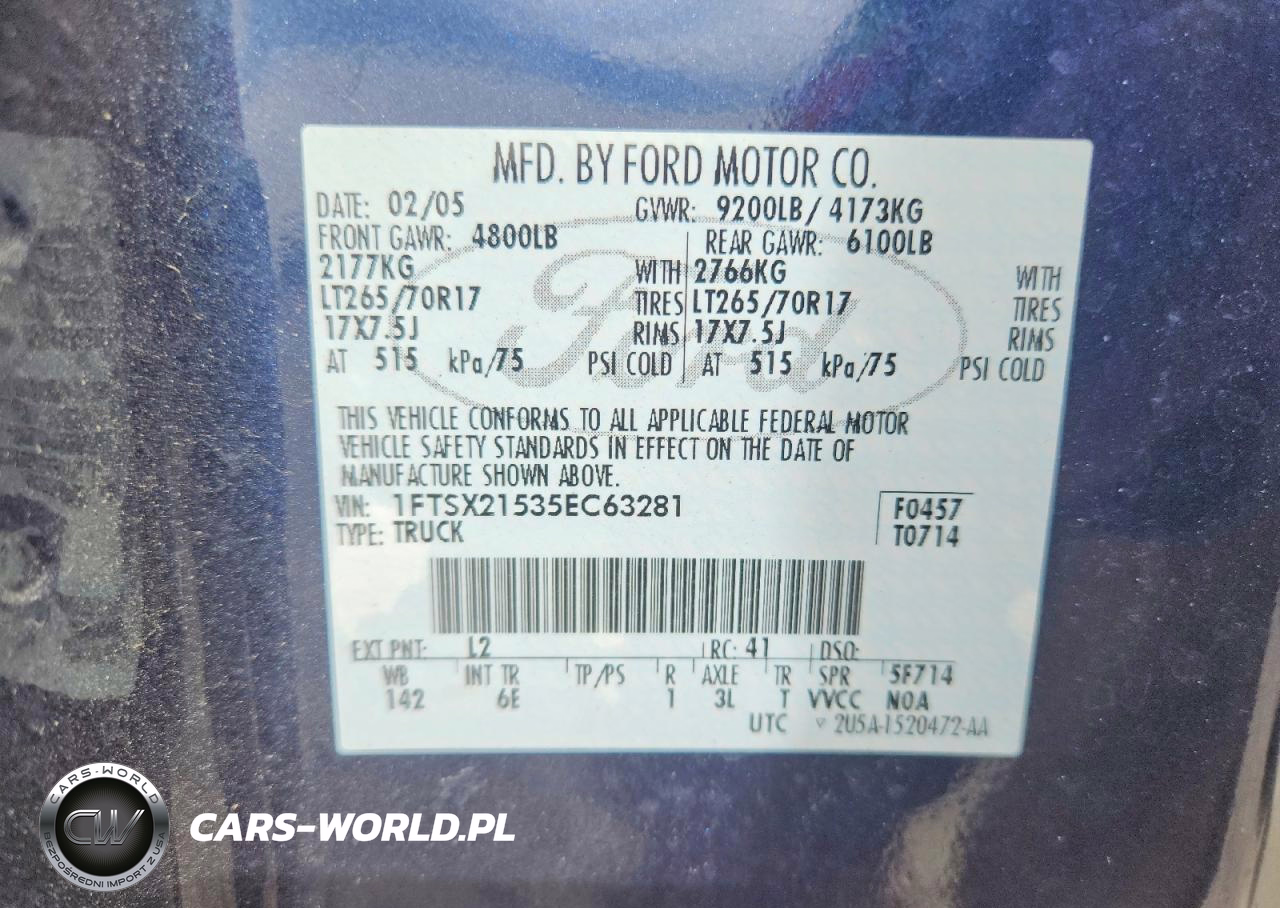 MFD. BY FORD MOTOR CO.
DATE: 02/05 GVWR: 9200LB/ 4173KG
FRONT GAWR: 4800LB REAR GAWR: 6100LB
2177KG WITH 2766KG WITH
LT265/70R17 TIRES LT265/70R17 TIRES
17X7.5J RIMS 17X7.5J RIMS
AT 515 kPa/75 PSI COLD AT 515 kPa/75 PSI COLD
Ford
THIS VEHICLE CONFORMS TO ALL APPLICABLE FEDERAL MOTOR
VEHICLE SAFETY STANDARDS IN EFFECT ON THE DATE OF
MANUFACTURE SHOWN ABOVE.
VIN: 1FTSX21535EC63281 F0457
TYPE: TRUCK T0714
EXT PNT: L2 RC: 41 DSO:
WB INT TR TP/PS R AXLE TR SPR 5F714
142 6E 1 3L T VVCC NOA
UTC ▽ 2U5A-1520472-AA
CARS-WORLD
CW
BEZPOŚREDNI IMPORT Z USA
CARS-WORLD.PL